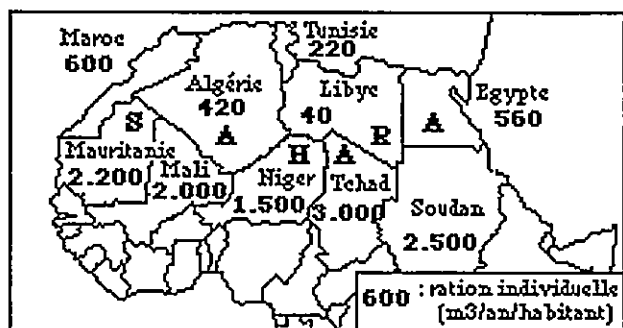 Maroc
600
Tunisie
220
Algérie
420
Libye
40
Egypte
560
S A H A R A
Mauritanie
2.200
Mali
2.000
Niger
1.500
Tchad
3.000
Soudan
2.500
600 : ration individuelle
(m3/an/habitant)